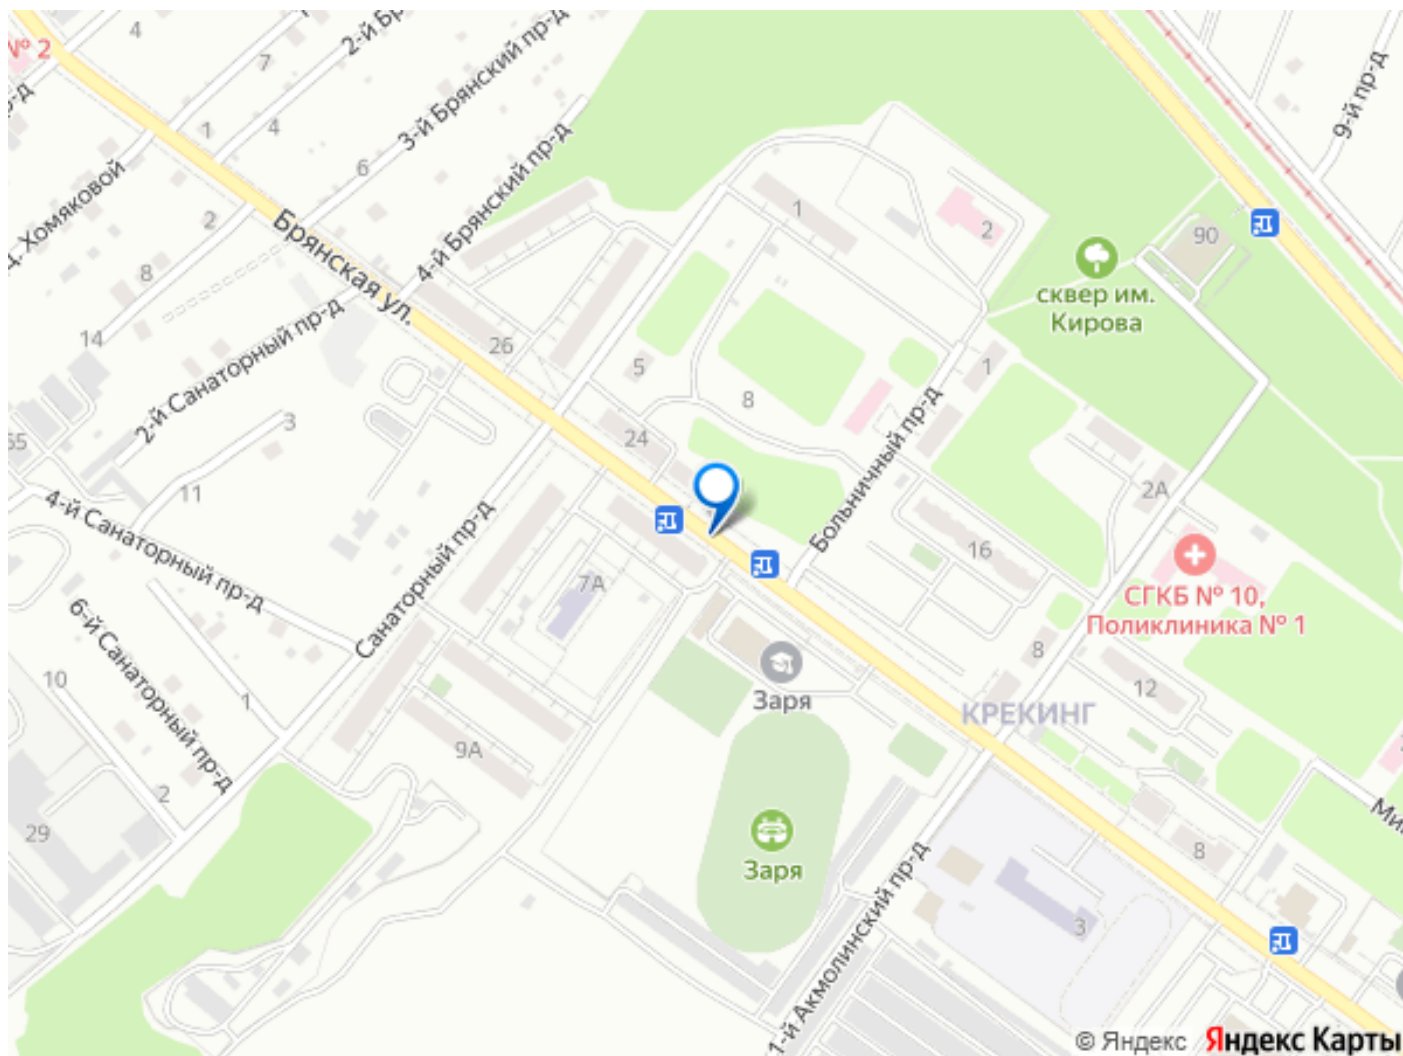 № 2
4
7
2-й Бр
3-й Брянский пр-д
4-й Брянский пр-д
1
4
6
2
8
14
Хомяковой
Брянская ул.
2-й Санаторный пр-д
3
11
4-й Санаторный пр-д
6-й Санаторный пр-д
Санаторный пр-д
10
1
2
29
26
24
5
8
1
2
90
9-й пр-д
сквер им.
Кирова
1
Больничный пр-д
2А
16
СГКБ № 10,
Поликлиника № 1
8
12
КРЕКИНГ
7А
9А
Заря
Заря
1-й Акмолинский пр-д
3
8
© Яндекс Яндекс Карты